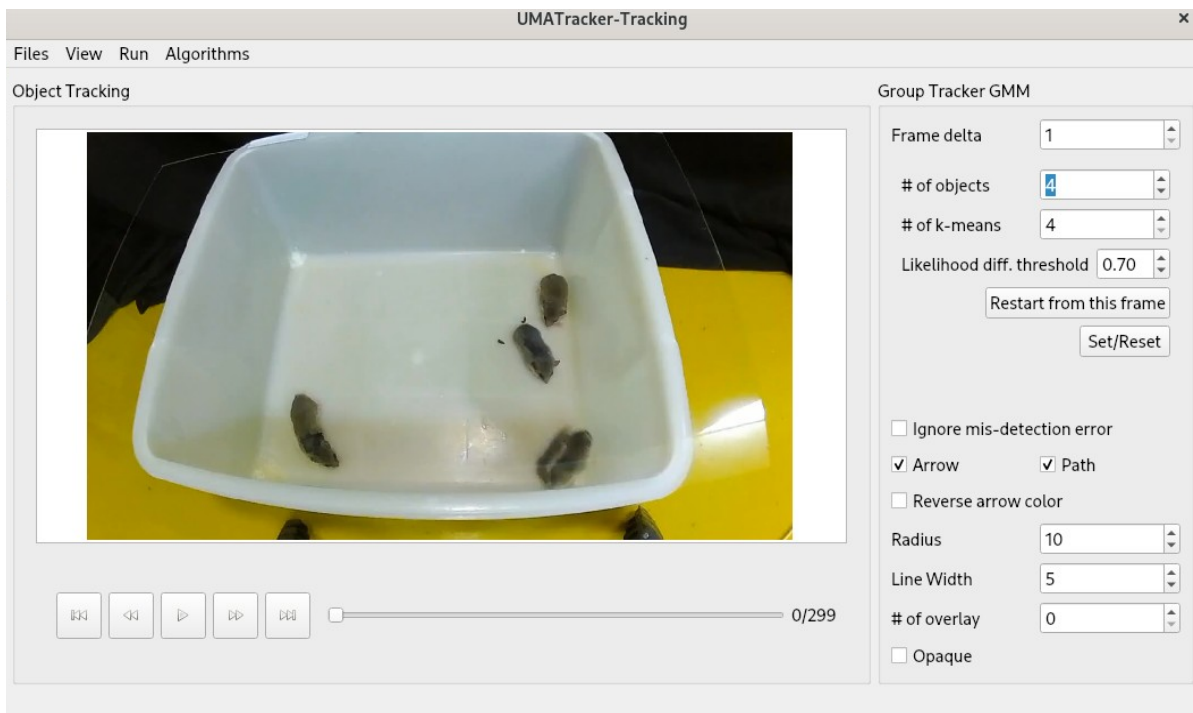 UMATracker-Tracking ×
Files View Run Algorithms
Object Tracking
0/299
Group Tracker GMM
Frame delta 1
# of objects 4
# of k-means 4
Likelihood diff. threshold 0.70
Restart from this frame
Set/Reset
Ignore mis-detection error
Arrow Path
Reverse arrow color
Radius 10
Line Width 5
# of overlay 0
Opaque